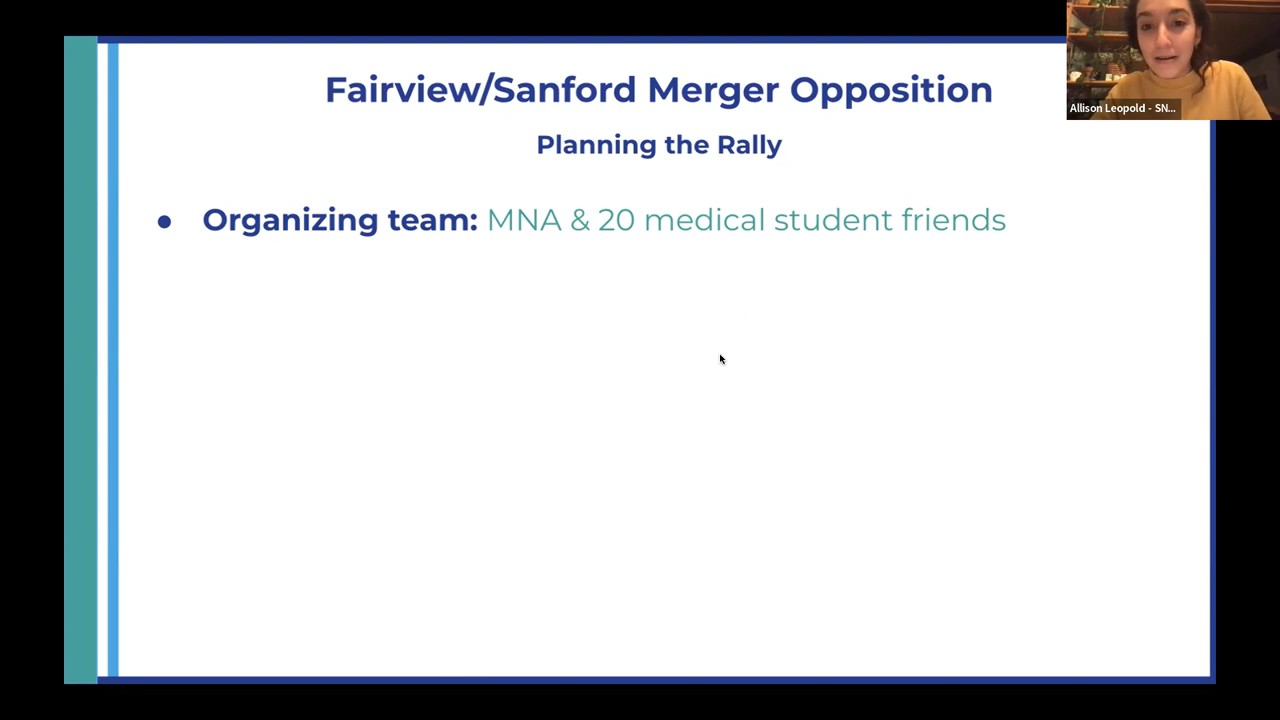 Fairview/Sanford Merger Opposition
Allison Leopold - SN...
Planning the Rally
● Organizing team: MNA & 20 medical student friends